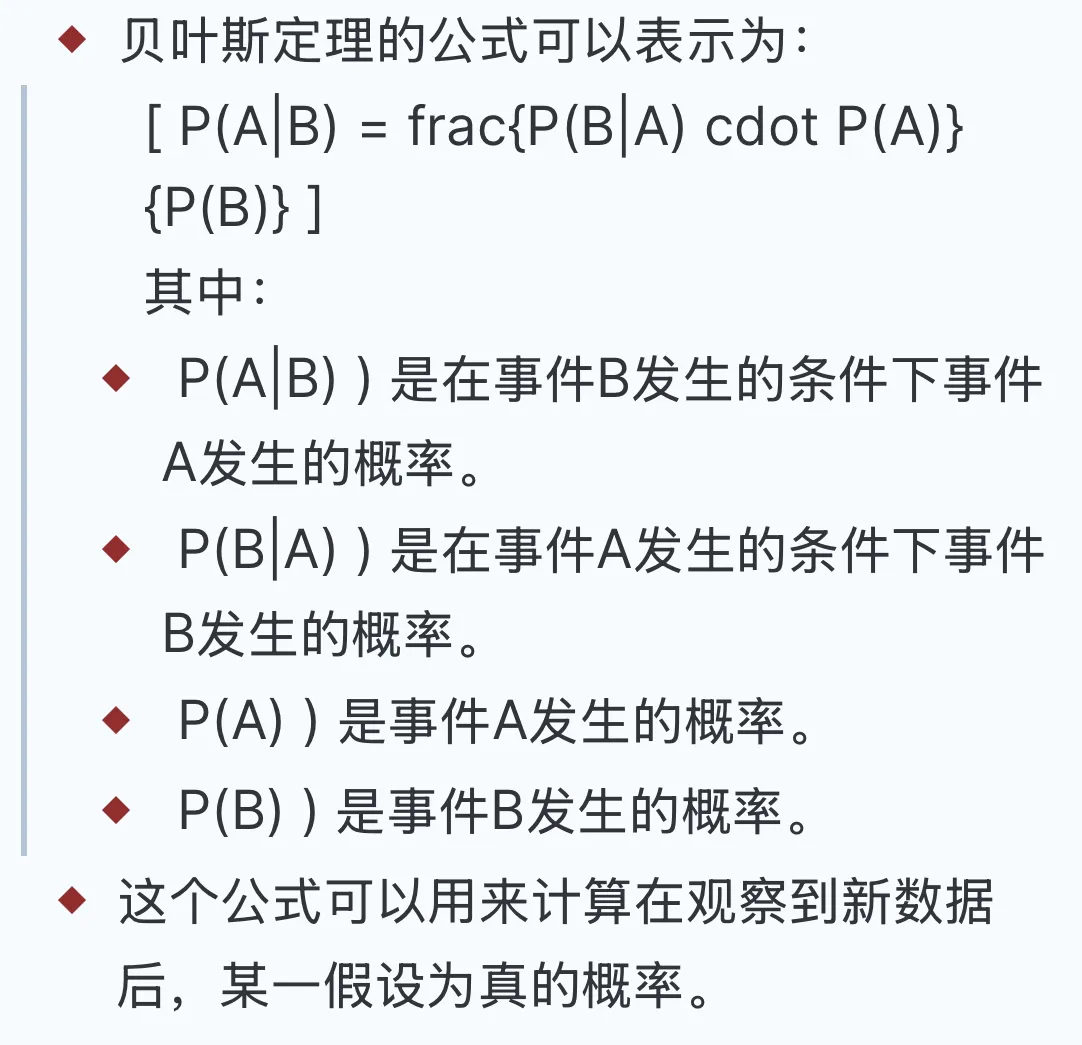 贝叶斯定理的公式可以表示为：
[ P(A|B) = frac{P(B|A) cdot P(A)}
{P(B)} ]
其中：
P(A|B) ) 是在事件B发生的条件下事件
A发生的概率。
P(B|A) ) 是在事件A发生的条件下事件
B发生的概率。
P(A) ) 是事件A发生的概率。
P(B) ) 是事件B发生的概率。
这个公式可以用来计算在观察到新数据
后，某一假设为真的概率。